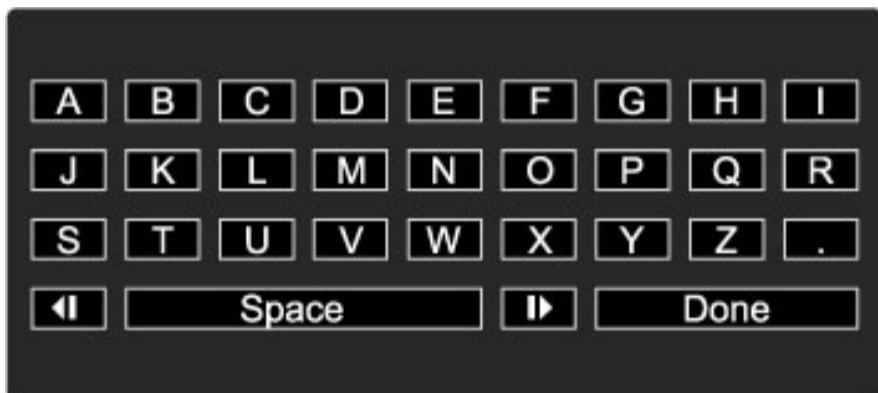 A B C D E F G H I
J K L M N O P Q R
S T U V W X Y Z .
Space Done